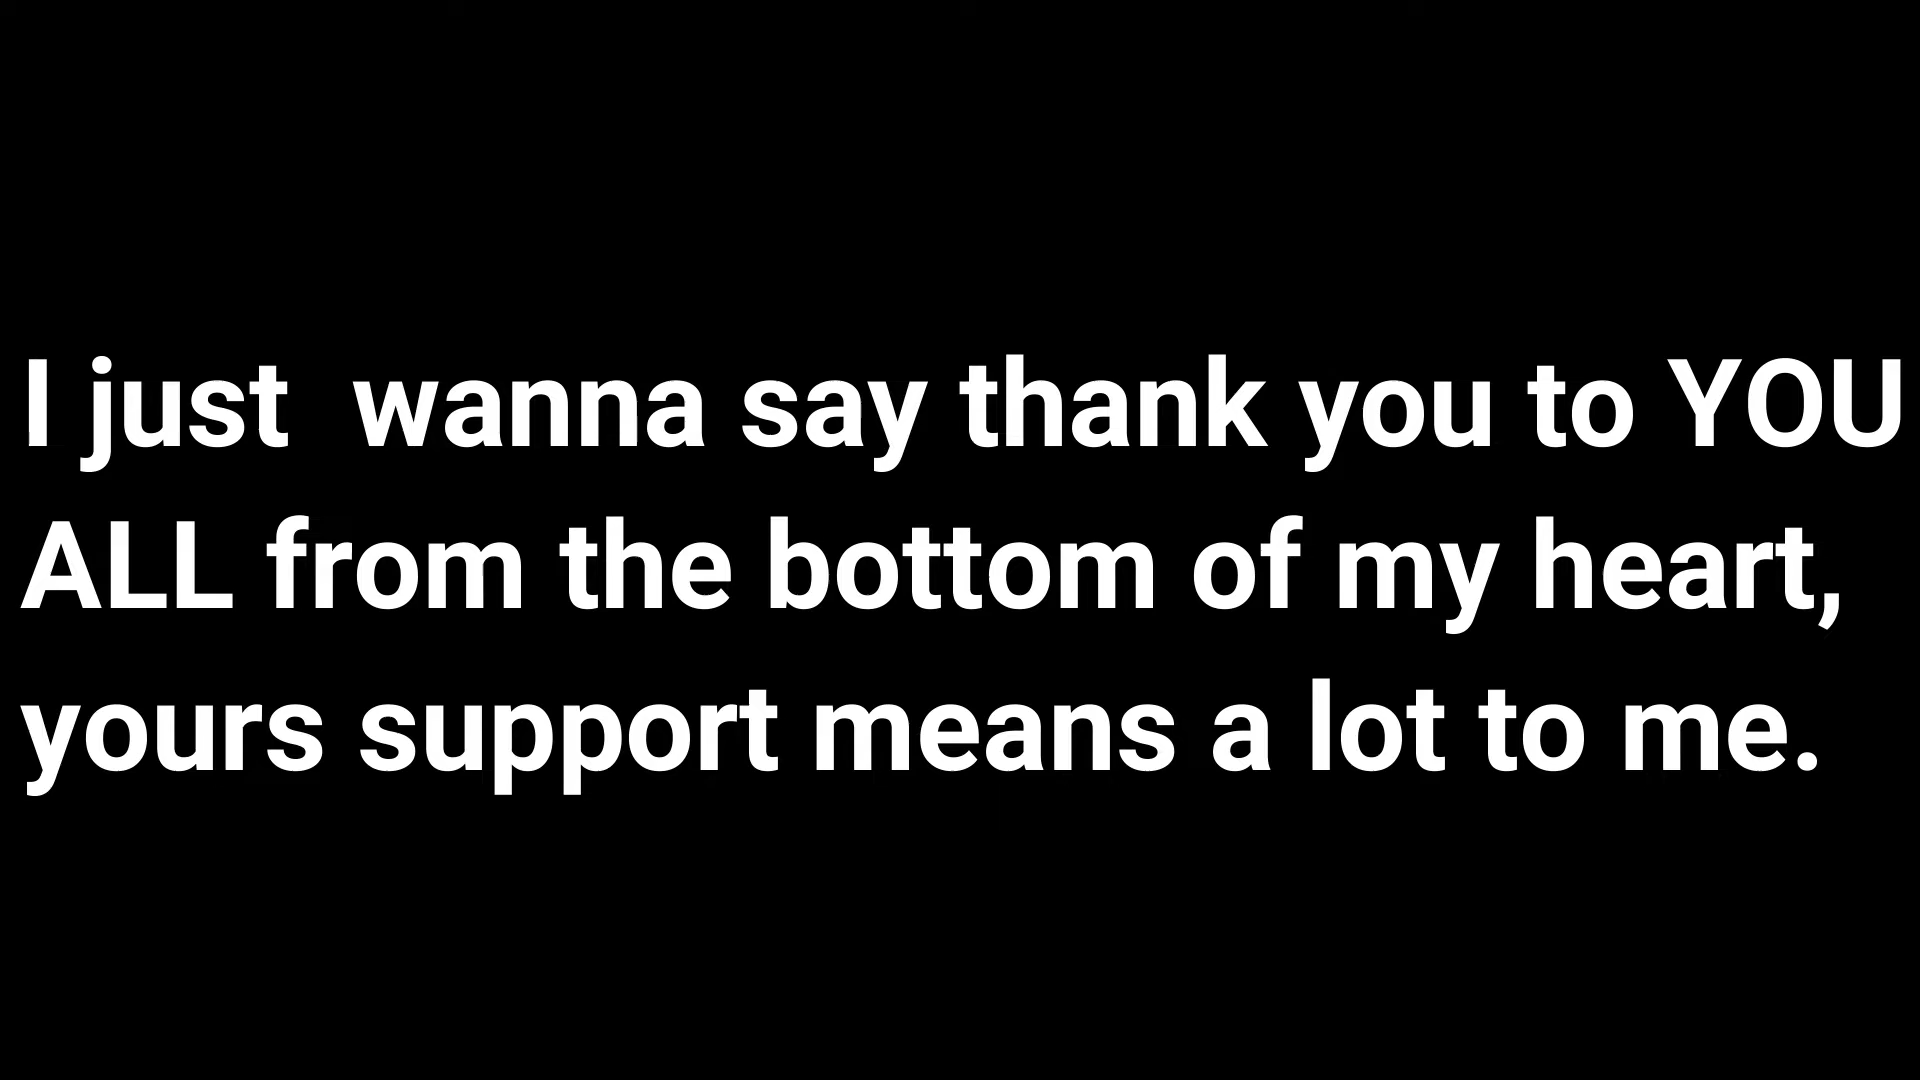 I just  wanna say thank you to YOU
ALL from the bottom of my heart,
yours support means a lot to me.